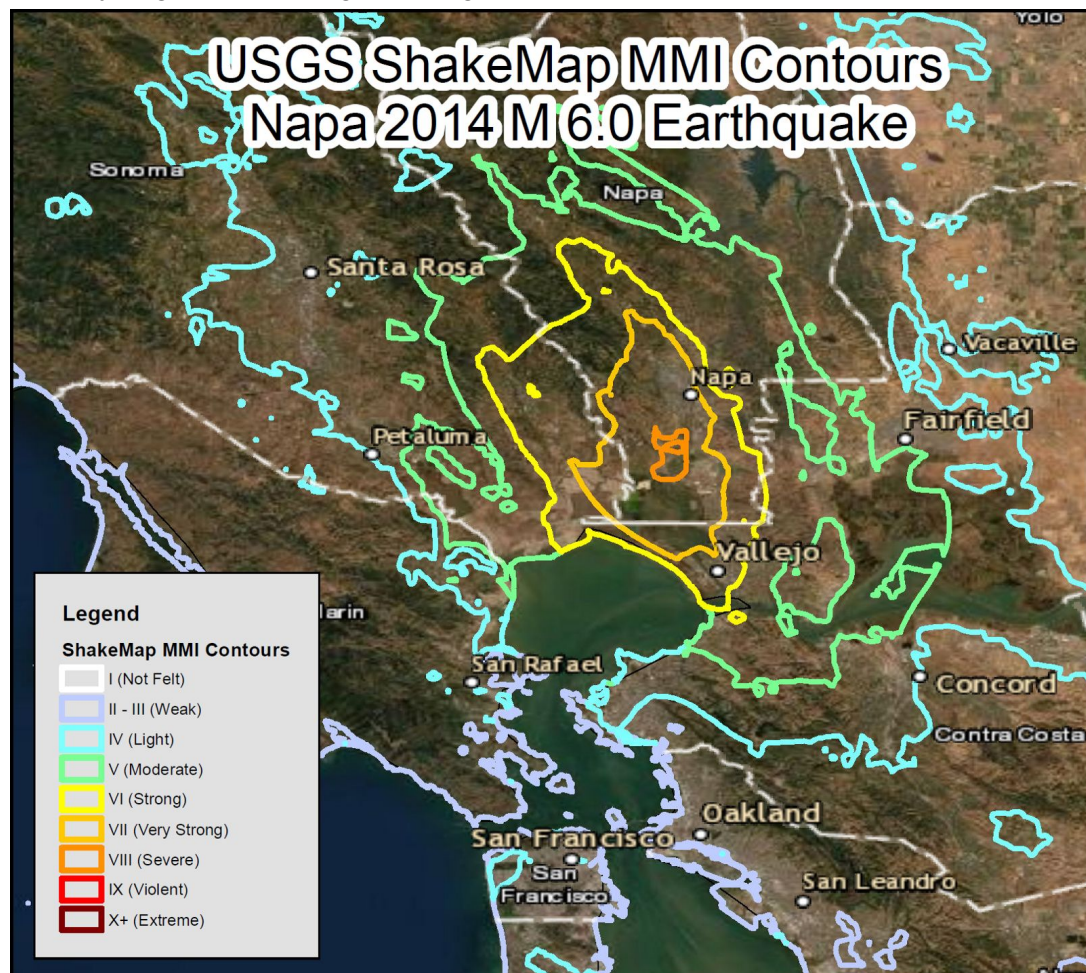 Yolo
USGS ShakeMap MMI Contours
Napa 2014 M 6.0 Earthquake
Sonoma
Napa
Santa Rosa
Vacaville
Napa
Fairfield
Petaluma
Vallejo
Legend
ShakeMap MMI Contours
I (Not Felt)
II - III (Weak)
IV (Light)
V (Moderate)
VI (Strong)
VII (Very Strong)
VIII (Severe)
IX (Violent)
X+ (Extreme)
arin
San Rafael
Concord
Contra Costa
Oakland
San Francisco
San
Francisco
San Leandro